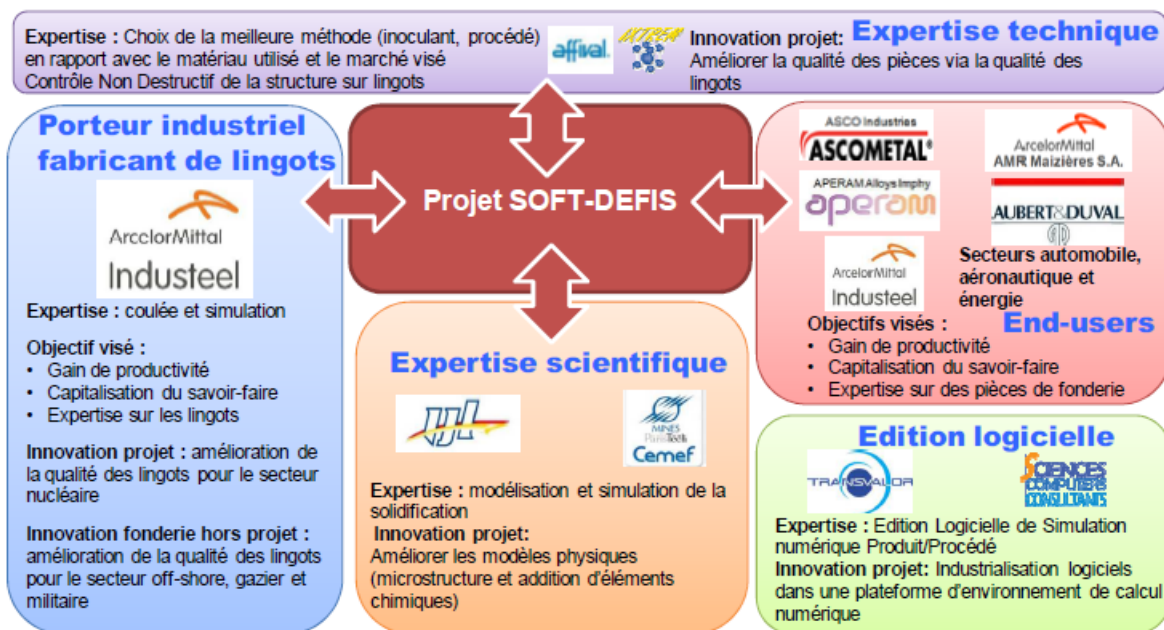 Expertise : Choix de la meilleure méthode (inoculant, procédé)
en rapport avec le matériau utilisé et le marché visé
Contrôle Non Destructif de la structure sur lingots
affival
Innovation projet:
Expertise technique
Améliorer la qualité des pièces via la qualité des
lingots
Porteur industriel
fabricant de lingots
ArcelorMittal
Industeel
Expertise : coulée et simulation
Objectif visé :
• Gain de productivité
• Capitalisation du savoir-faire
• Expertise sur les lingots
Innovation projet : amélioration de
la qualité des lingots pour le secteur
nucléaire
Innovation fonderie hors projet :
amélioration de la qualité des lingots
pour le secteur off-shore, gazier et
militaire
Projet SOFT-DEFIS
Expertise scientifique
IJL
MINES
ParisTech
Cemef
Expertise : modélisation et simulation de la
solidification
Innovation projet:
Améliorer les modèles physiques
(microstructure et addition d'éléments
chimiques)
ASCO Industries
ASCOMETAL®
ArcelorMittal
AMR Maizières S.A.
APERAM Alloys Imphy
aperam
AUBERT&DUVAL
ArcelorMittal
Industeel
Secteurs automobile,
aéronautique et
énergie
End-users
Objectifs visés :
• Gain de productivité
• Capitalisation du savoir-faire
• Expertise sur des pièces de fonderie
Edition logicielle
TRANSVALOR
SCIENCES
COMPUTERS
CONSULTANTS
Expertise : Edition Logicielle de Simulation
numérique Produit/Procédé
Innovation projet: Industrialisation logiciels
dans une plateforme d'environnement de calcul
numérique